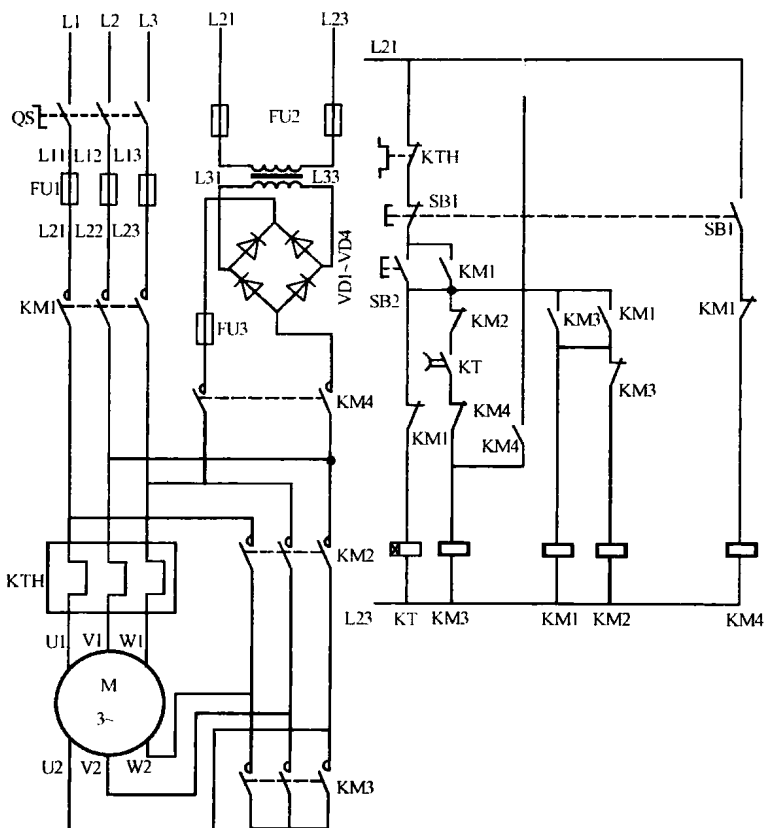 L1 L2 L3 L21 L23
L21
QS
FU2
L11 L12 L13
KTH
FU1
L31 L33
SB1
L21 L22 L23
SB1
VD1~VD4
KM1
SB2
KM1
KM2
KM3 KM1
KM1
FU3
KT
KM3
KM4
KM1
KM4
KM4
KM2
KTH
L23 KT KM3 KM1 KM2 KM4
U1 V1 W1
M
3~
U2 V2 W2
KM3